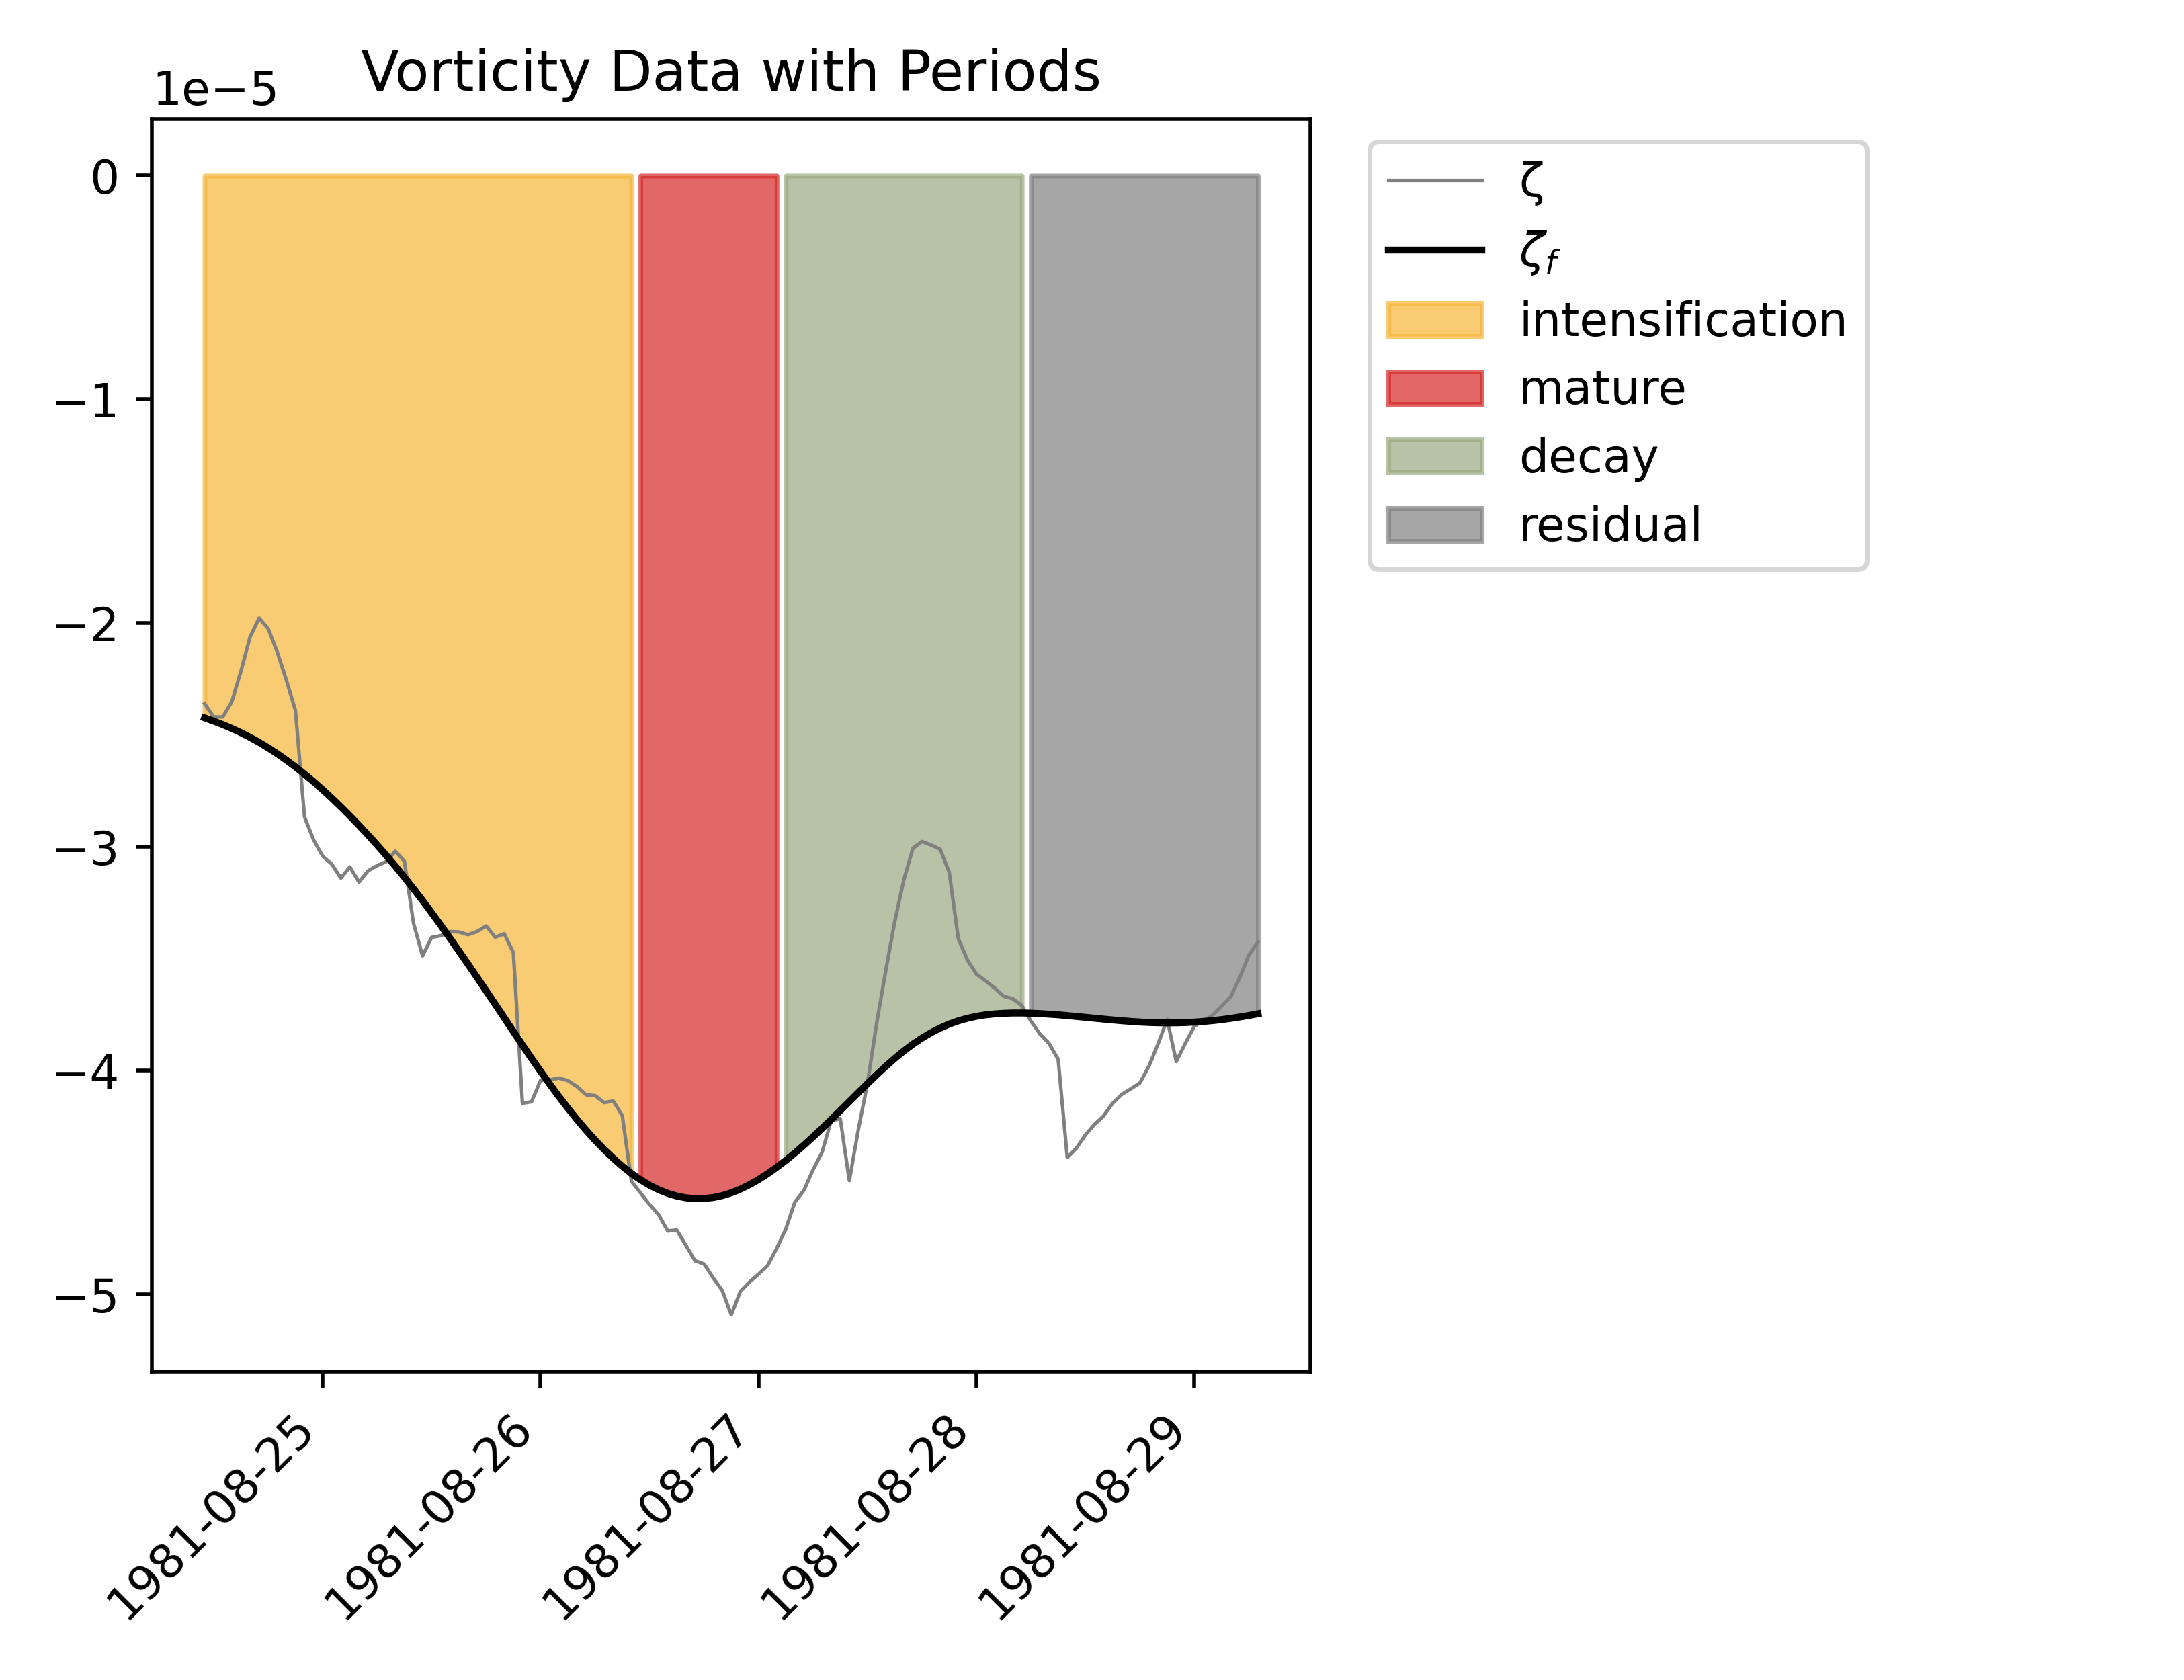 Vorticity Data with Periods
1e−5
0
−1
−2
−3
−4
−5
1981-08-25
1981-08-26
1981-08-27
1981-08-28
1981-08-29
ζ
ζf
intensification
mature
decay
residual